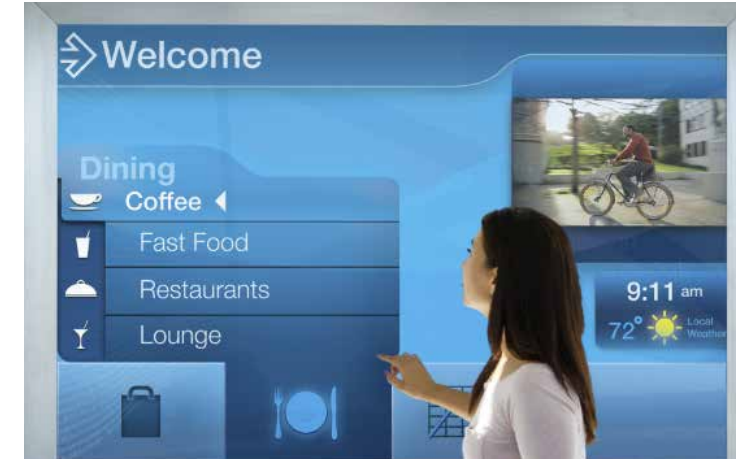 Welcome
Dining
Coffee
Fast Food
Restaurants
Lounge
9:11 am
72°
Local
Weather